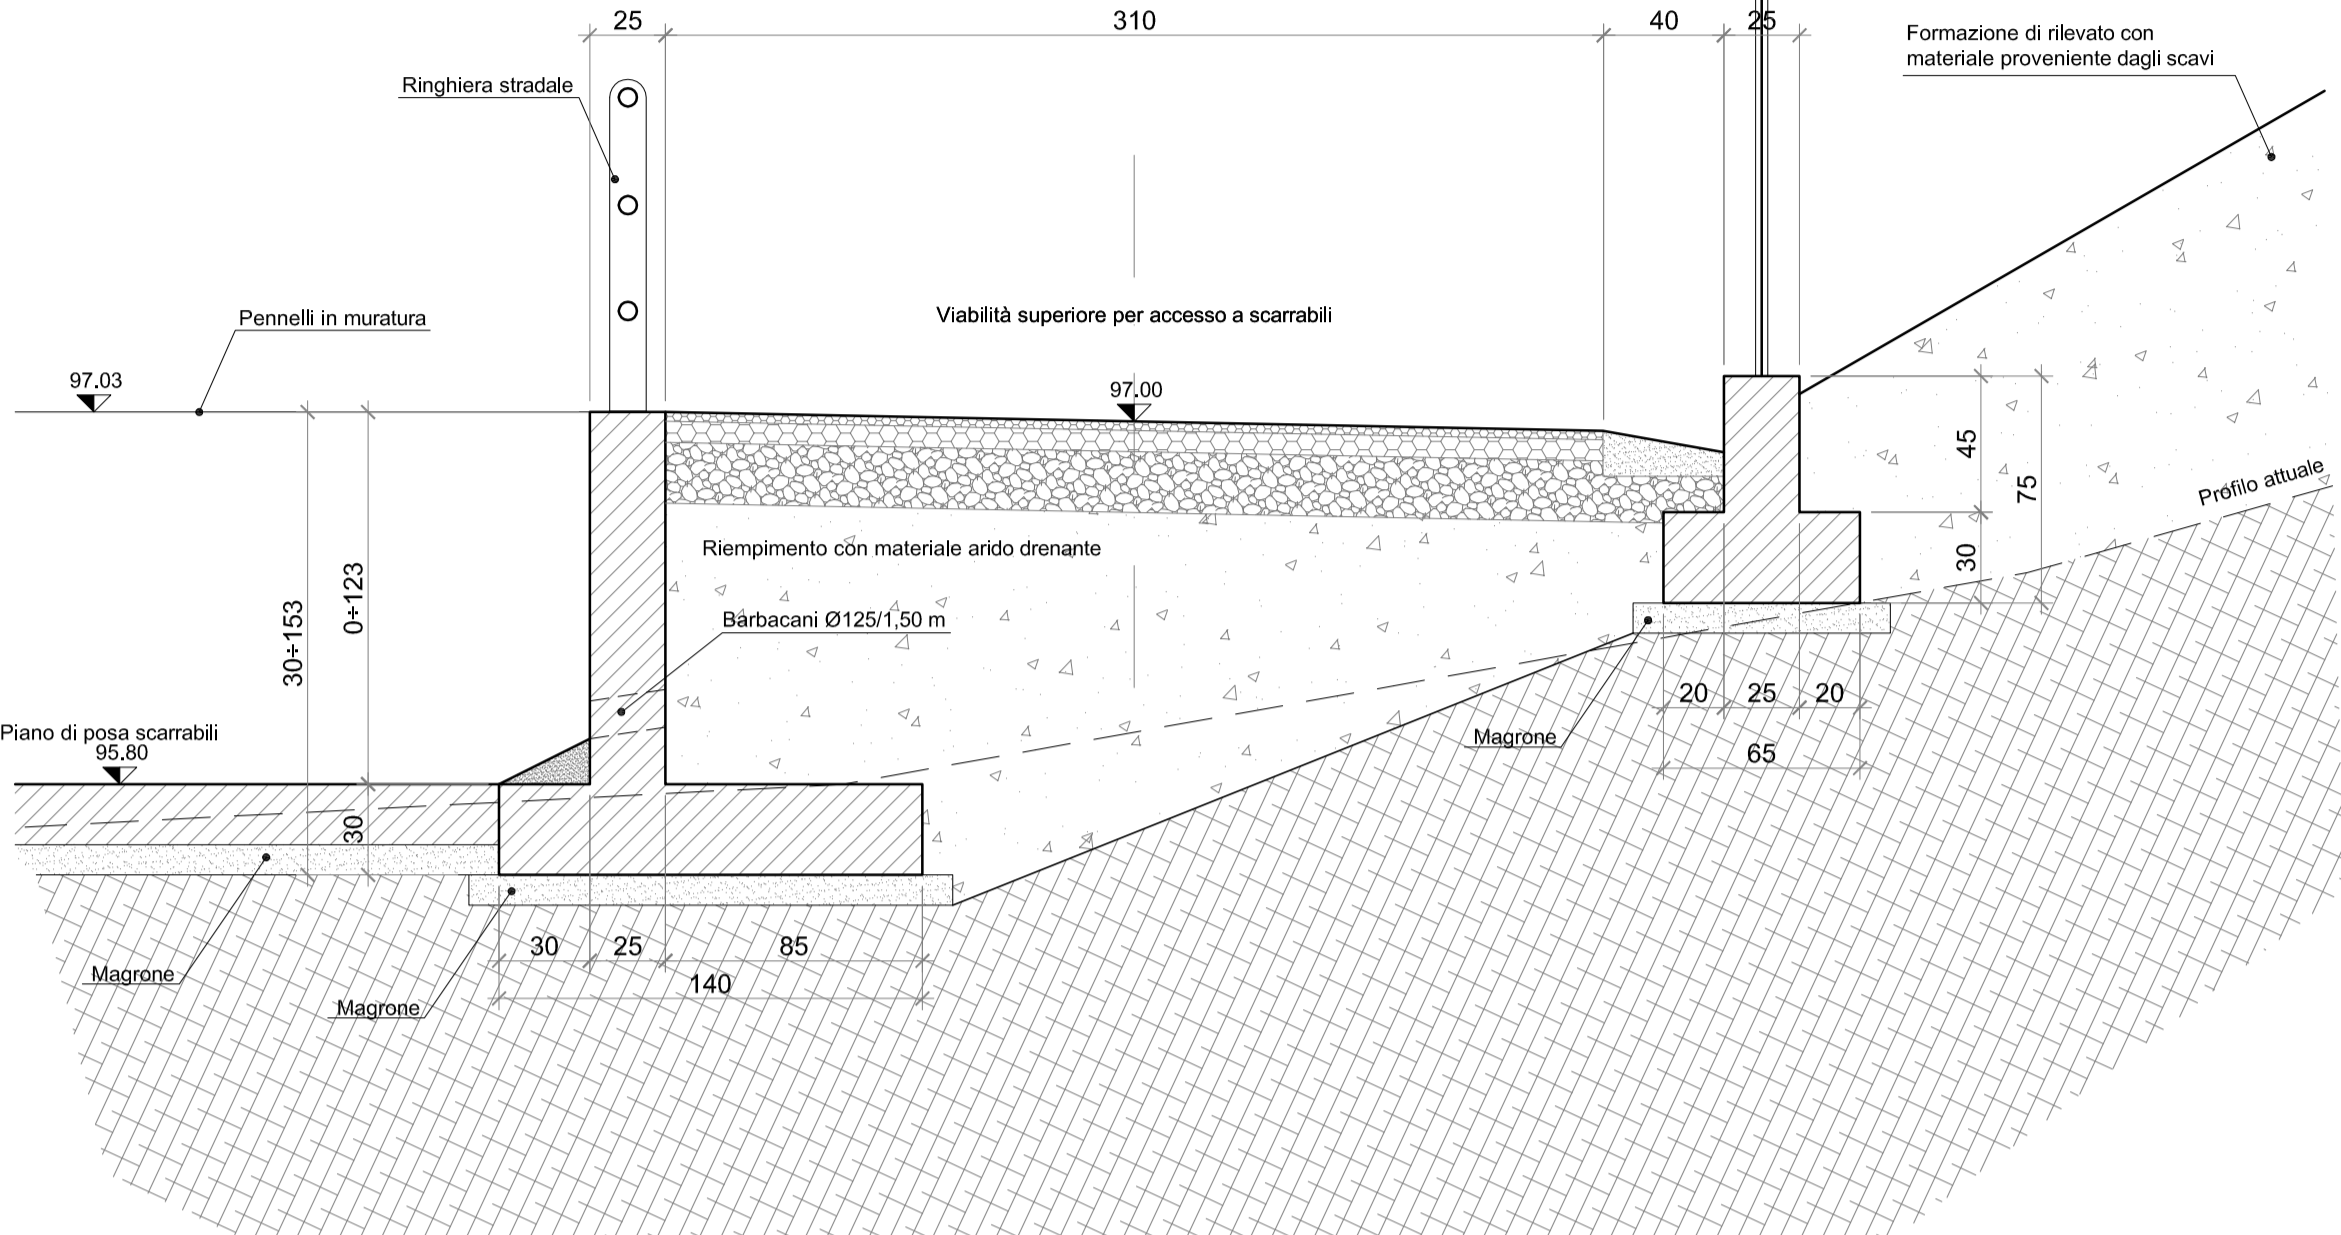 25
310
40
25
Formazione di rilevato con
materiale proveniente dagli scavi
Ringhiera stradale
Pennelli in muratura
Viabilità superiore per accesso a scarrabili
97.03
97.00
45
75
30
Profilo attuale
Riempimento con materiale arido drenante
Barbacani Ø125/1,50 m
30÷153
0÷123
30
20
25
20
65
Magrone
Piano di posa scarrabili
95.80
30
25
85
140
Magrone
Magrone